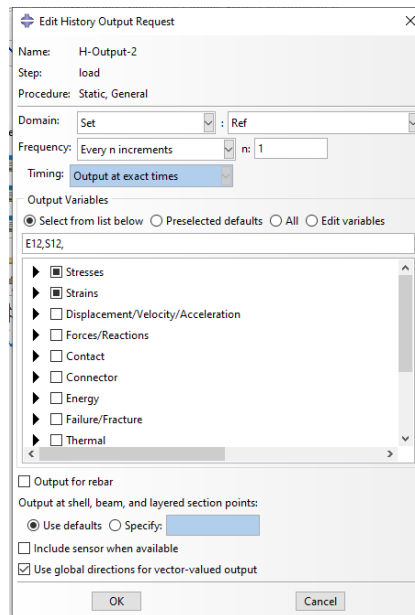 Edit History Output Request
Name: H-Output-2
Step: load
Procedure: Static, General
Domain: Set : Ref
Frequency: Every n increments n: 1
Timing: Output at exact times
Output Variables
Select from list below Preselected defaults All Edit variables
E12,S12,
Stresses
Strains
Displacement/Velocity/Acceleration
Forces/Reactions
Contact
Connector
Energy
Failure/Fracture
Thermal
Output for rebar
Output at shell, beam, and layered section points:
Use defaults Specify:
Include sensor when available
Use global directions for vector-valued output
OK Cancel